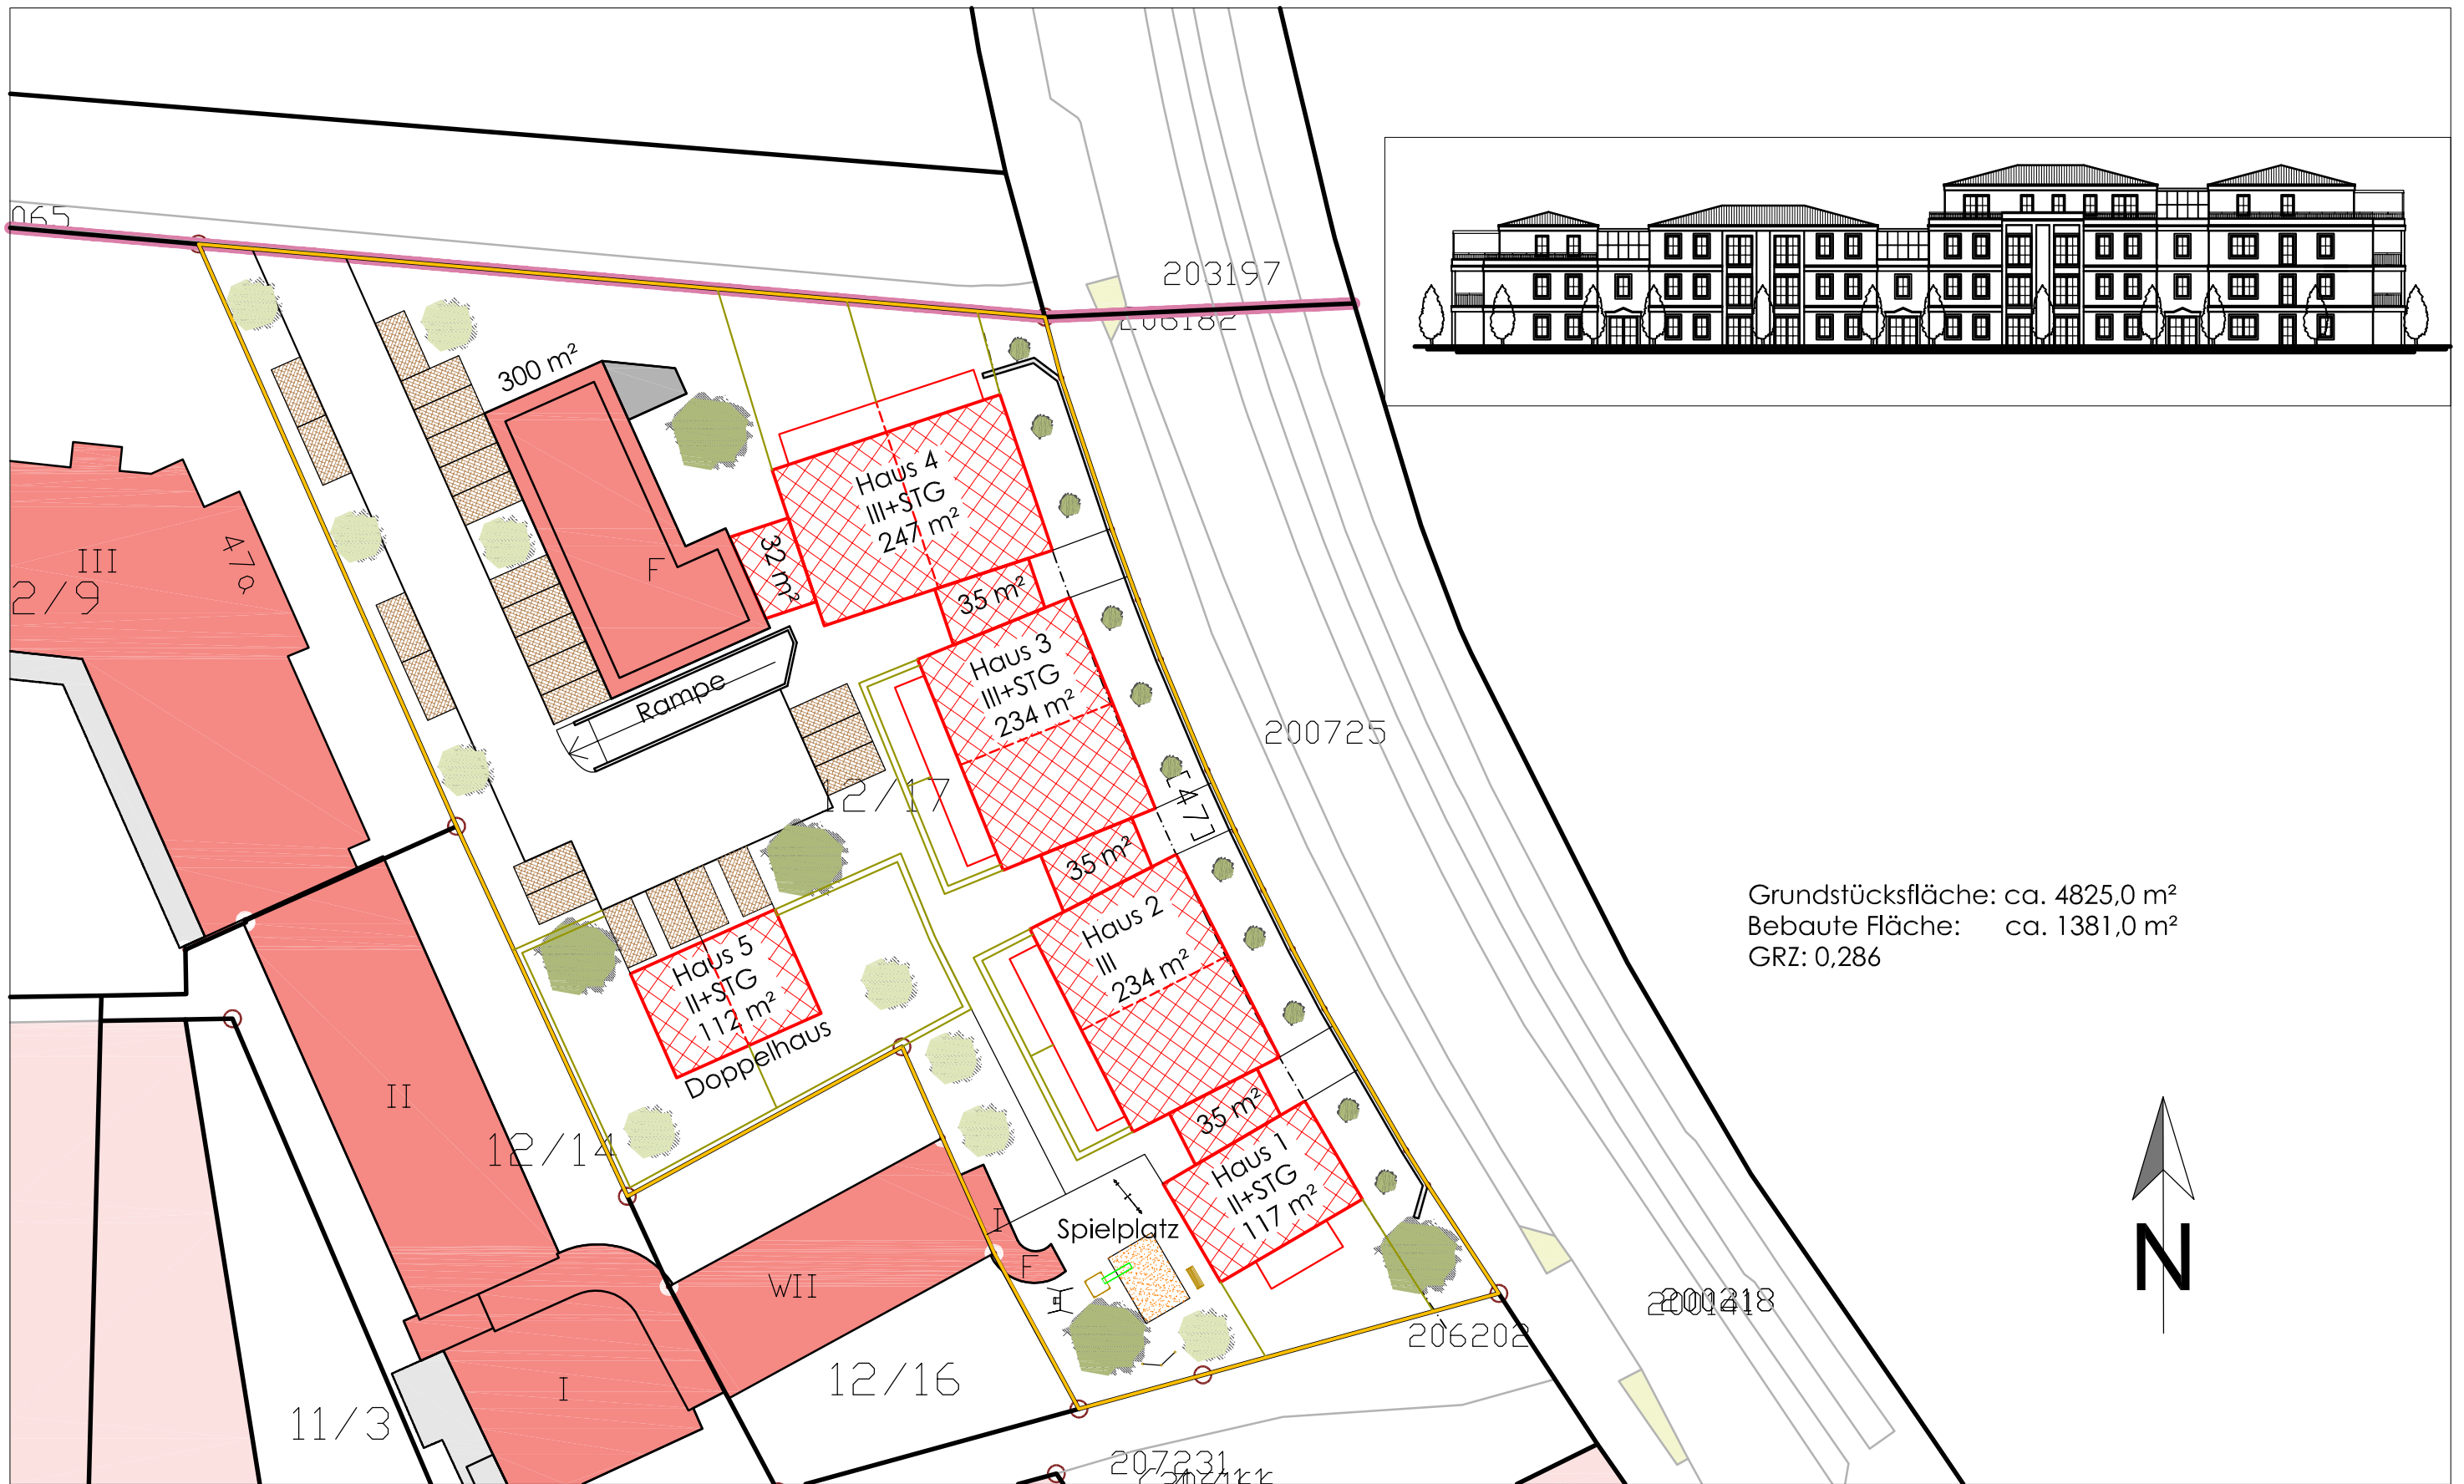 065
203197
206182
300 m²
Haus 4
III+STG
247 m²
III
479
2/9
F
32 m²
35 m²
Haus 3
III+STG
234 m²
Rampe
200725
12/17
[47]
35 m²
Haus 2
III
234 m²
Grundstücksfläche: ca. 4825,0 m²
Bebaute Fläche: ca. 1381,0 m²
GRZ: 0,286
Haus 5
II+STG
112 m²
Doppelhaus
II
12/14
35 m²
Haus 1
II+STG
117 m²
Spielplatz
I
F
WII
N
206202
12/16
I
11/3
207231